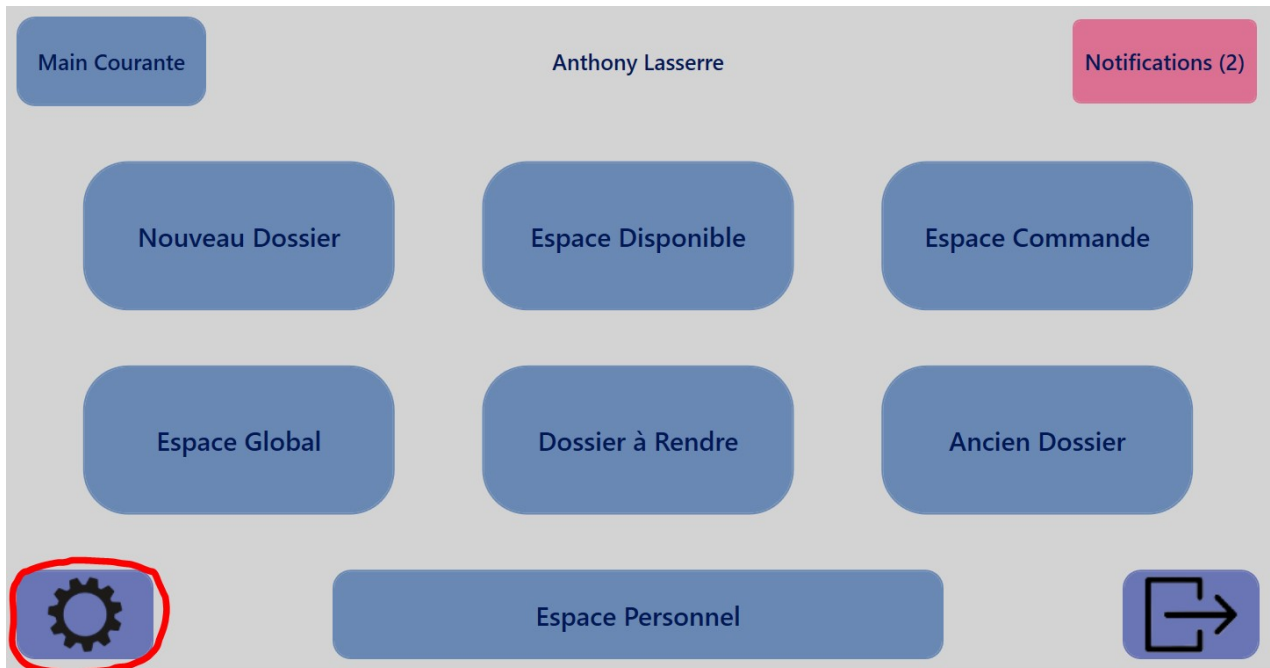 Main Courante
Anthony Lasserre
Notifications (2)
Nouveau Dossier
Espace Disponible
Espace Commande
Espace Global
Dossier à Rendre
Ancien Dossier
Espace Personnel